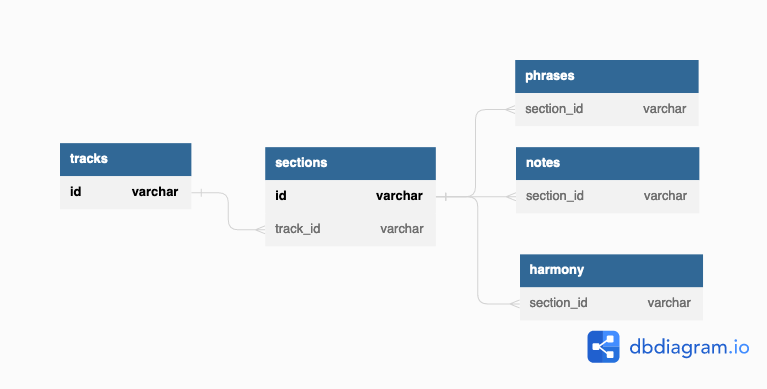 tracks
id varchar
sections
id varchar
track_id varchar
phrases
section_id varchar
notes
section_id varchar
harmony
section_id varchar
dbdiagram.io